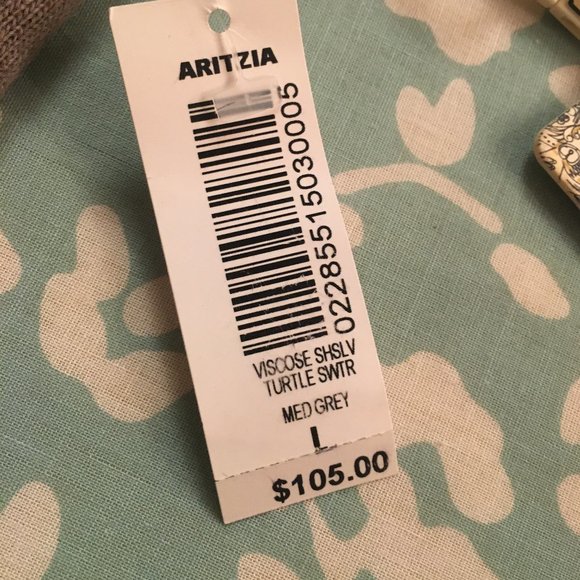 ARITZIA
02285515030005
VISCOSE SHSLV
TURTLE SWTR
MED GREY
L
$105.00